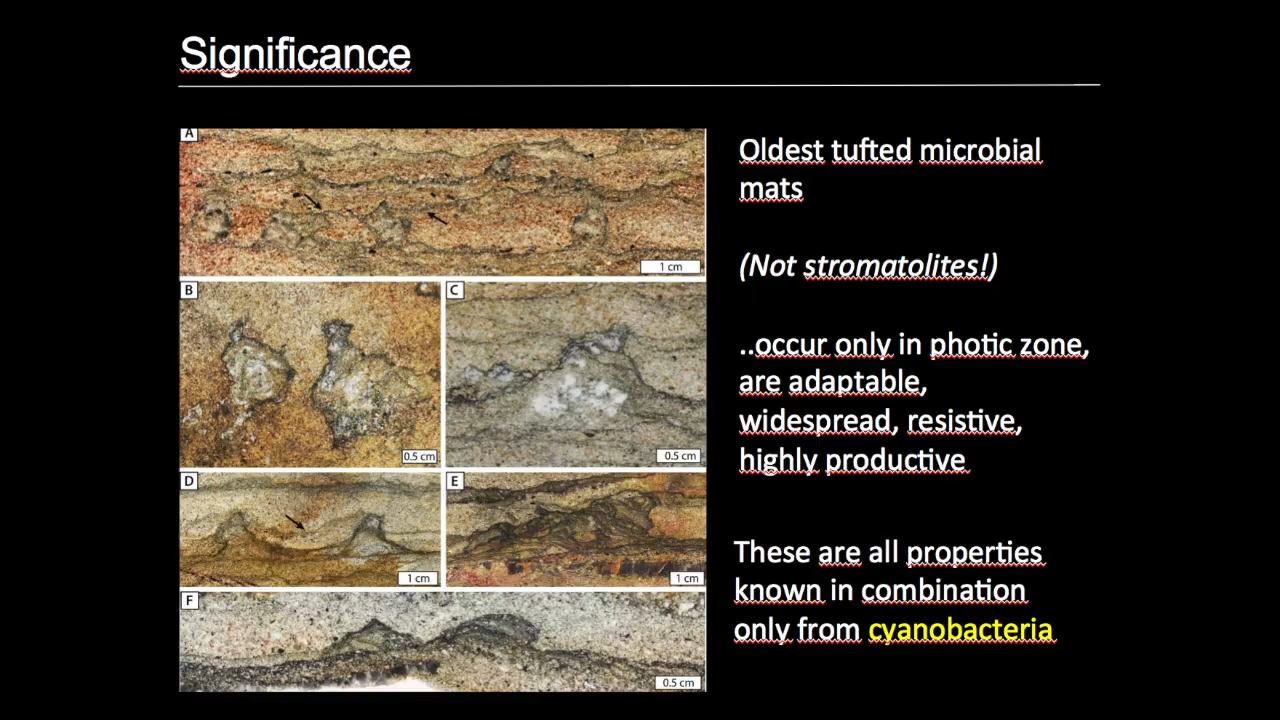 Significance
A
1 cm
B
0.5 cm
C
0.5 cm
D
1 cm
E
1 cm
F
0.5 cm
Oldest tufted microbial
mats
(Not stromatolites!)
..occur only in photic zone,
are adaptable,
widespread, resistive,
highly productive
These are all properties
known in combination
only from cyanobacteria